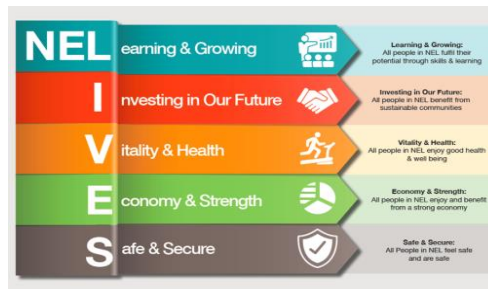 NEL earning & Growing
Learning & Growing:
All people in NEL fulfil their
potential through skills & learning
I nvesting in Our Future
Investing in Our Future:
All people in NEL benefit from
sustainable communities
V itality & Health
Vitality & Health:
All people in NEL enjoy good health
& well being
E conomy & Strength
Economy & Strength:
All people in NEL enjoy and benefit
from a strong economy
S afe & Secure
Safe & Secure:
All People in NEL feel safe
and are safe